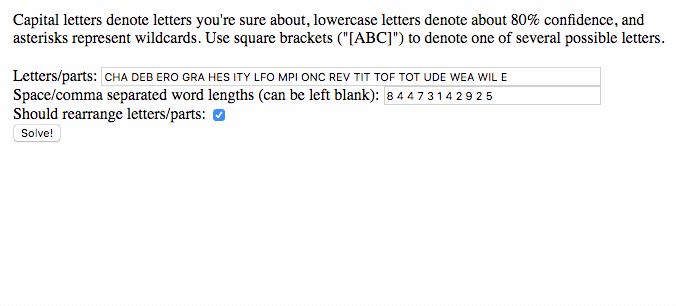 Capital letters denote letters you're sure about, lowercase letters denote about 80% confidence, and
asterisks represent wildcards. Use square brackets ("[ABC]") to denote one of several possible letters.
Letters/parts: CHA DEB ERO GRA HES ITY LFO MPI ONC REV TIT TOF TOT UDE WEA WIL E
Space/comma separated word lengths (can be left blank): 8 4 4 7 3 1 4 2 9 2 5
Should rearrange letters/parts:
Solve!